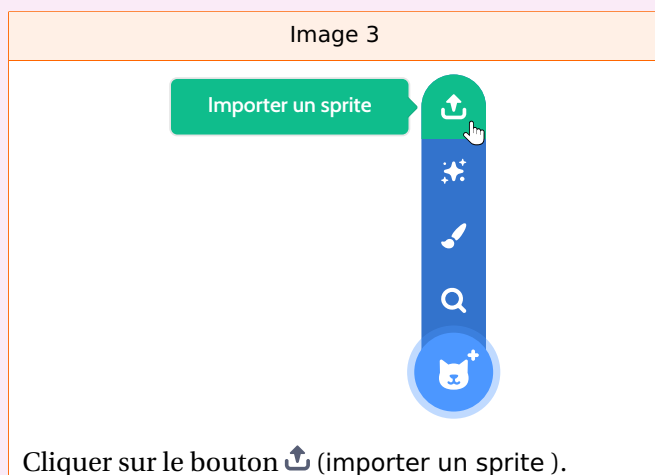 Image 3
Importer un sprite
Cliquer sur le bouton (importer un sprite ).